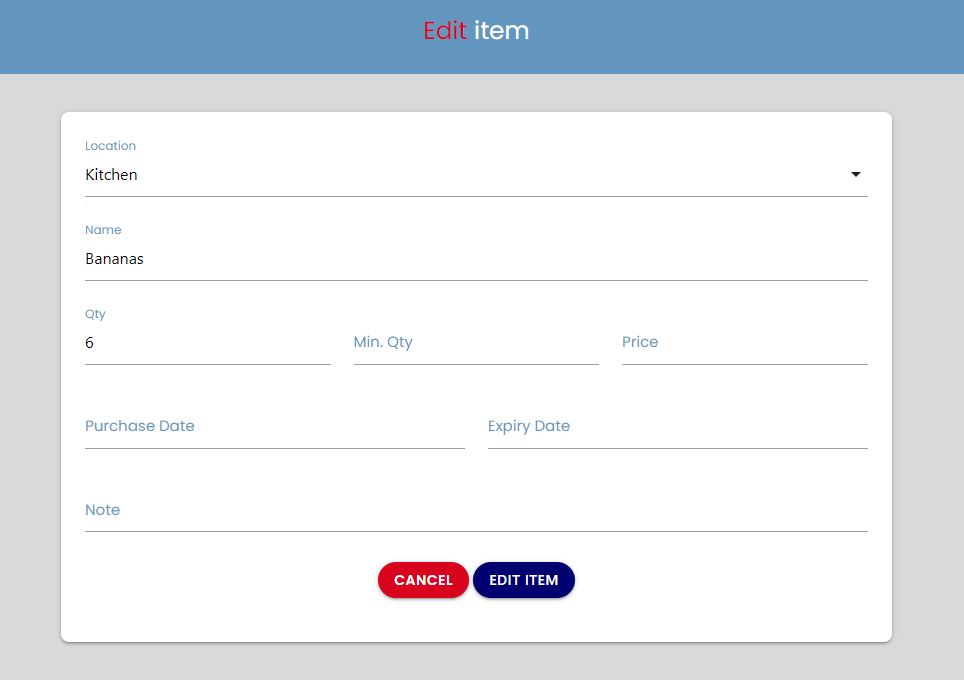 Edit item
Location
Kitchen
Name
Bananas
Qty
6
Min. Qty
Price
Purchase Date
Expiry Date
Note
CANCEL
EDIT ITEM